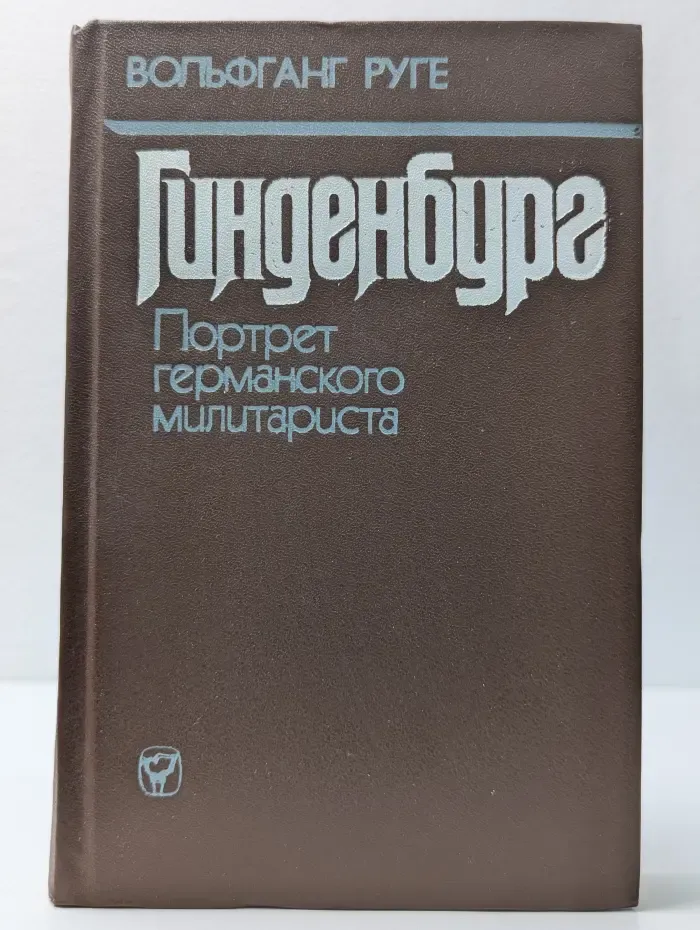 ВОЛЬФГАНГ РУГЕ
Гинденбург
Портрет
германского
милитариста